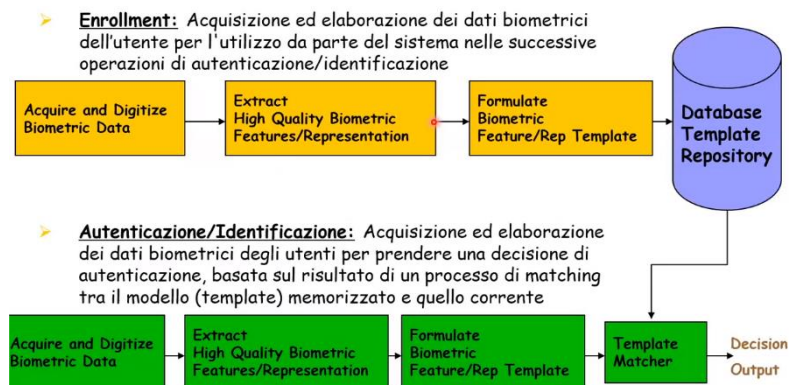 Enrollment: Acquisizione ed elaborazione dei dati biometrici
dell'utente per l'utilizzo da parte del sistema nelle successive
operazioni di autenticazione/identificazione
Acquire and Digitize
Biometric Data
Extract
High Quality Biometric
Features/Representation
Formulate
Biometric
Feature/Rep Template
Database
Template
Repository
Autenticazione/Identificazione: Acquisizione ed elaborazione
dei dati biometrici degli utenti per prendere una decisione di
autenticazione, basata sul risultato di un processo di matching
tra il modello (template) memorizzato e quello corrente
Acquire and Digitize
Biometric Data
Extract
High Quality Biometric
Features/Representation
Formulate
Biometric
Feature/Rep Template
Template
Matcher
Decision
Output